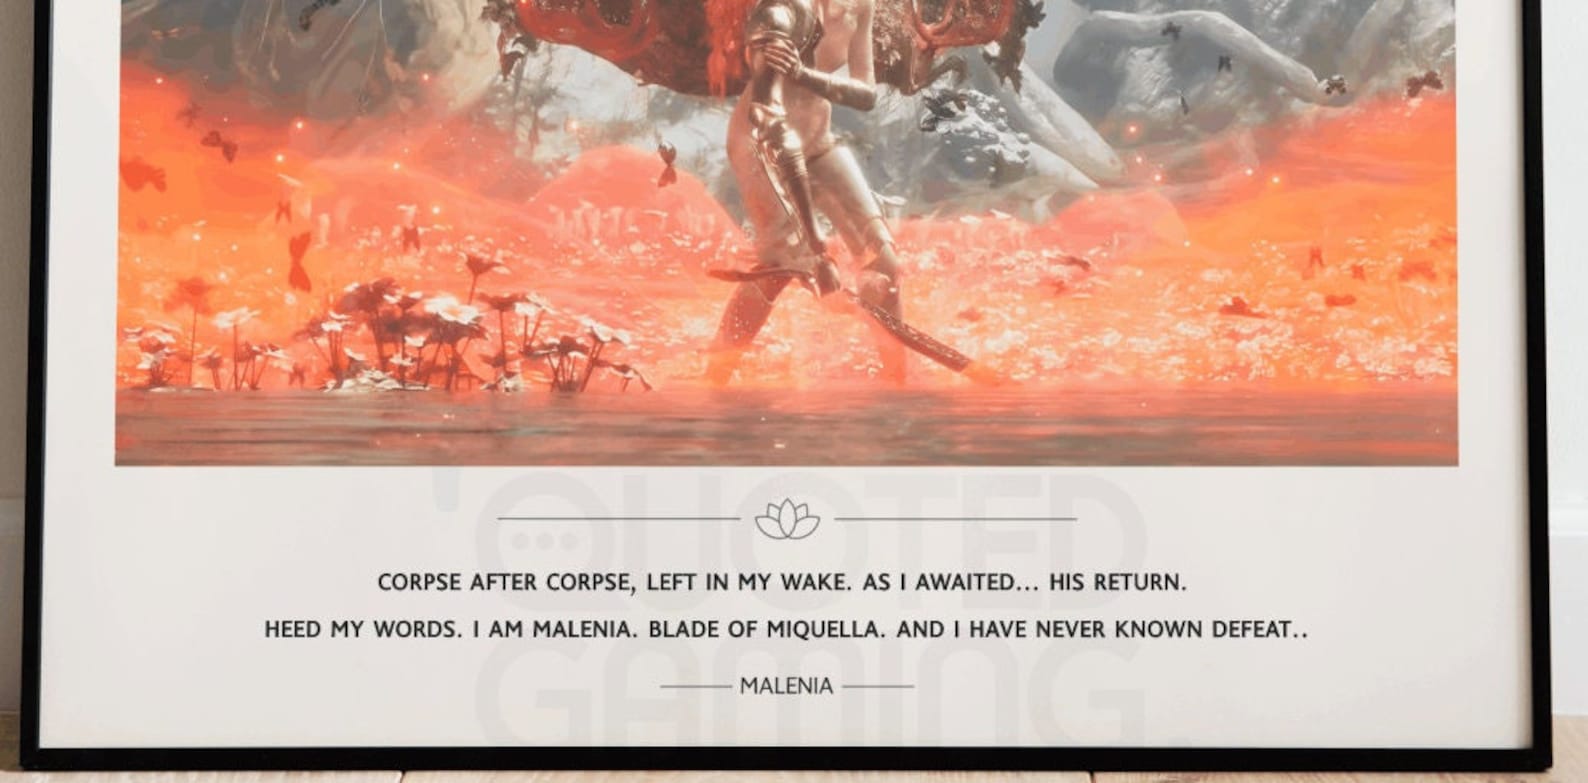 QUOTED
CORPSE AFTER CORPSE, LEFT IN MY WAKE. AS I AWAITED... HIS RETURN.
HEED MY WORDS. I AM MALENIA. BLADE OF MIQUELLA. AND I HAVE NEVER KNOWN DEFEAT..
GAMING
MALENIA